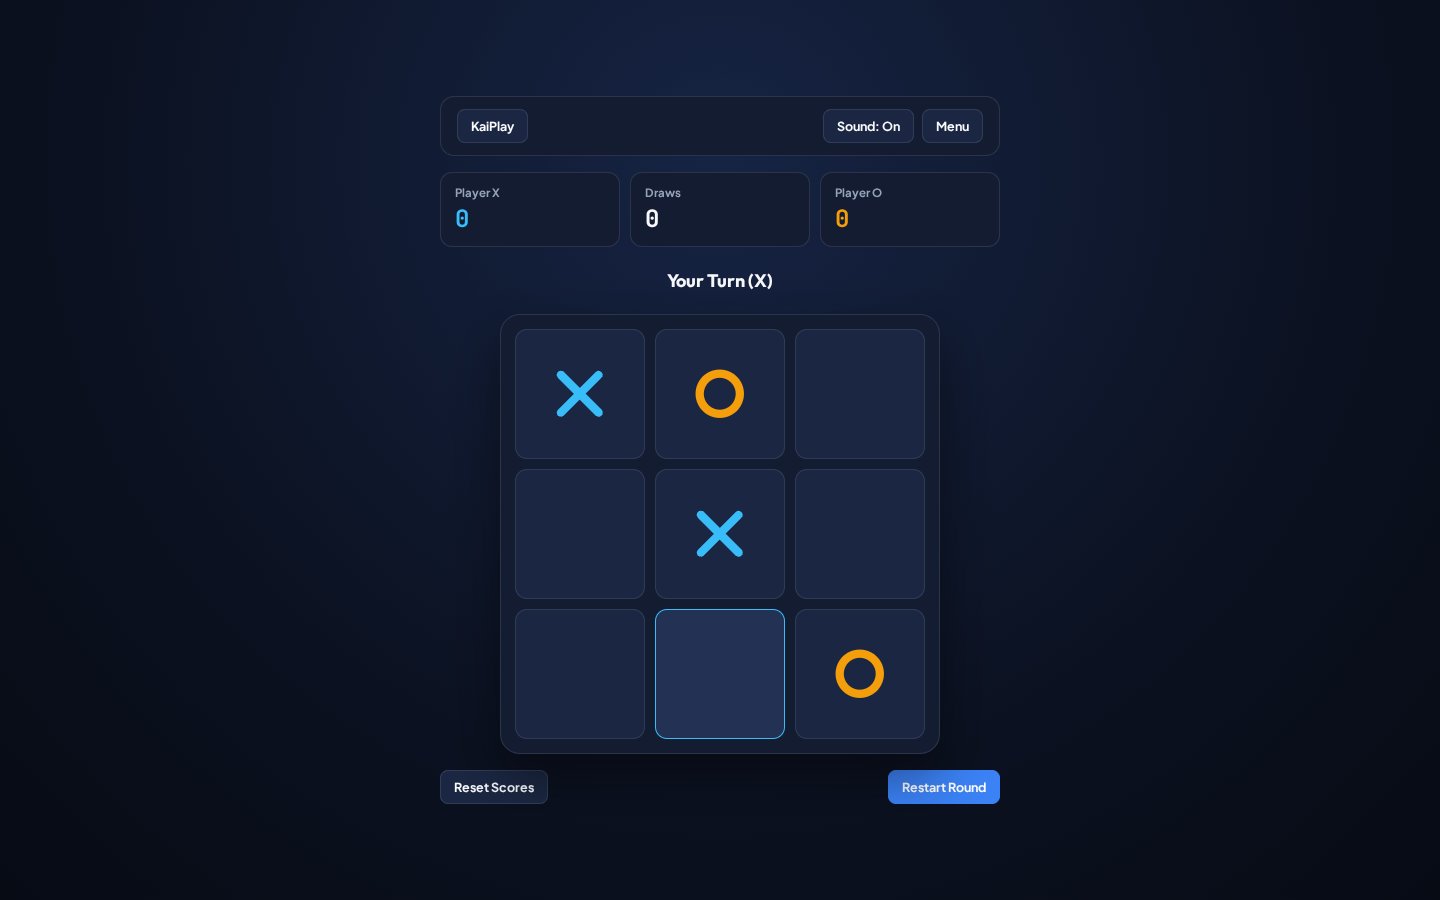 KaiPlay
Sound: On
Menu
Player X
0
Draws
0
Player O
0
Your Turn (X)
Reset Scores
Restart Round